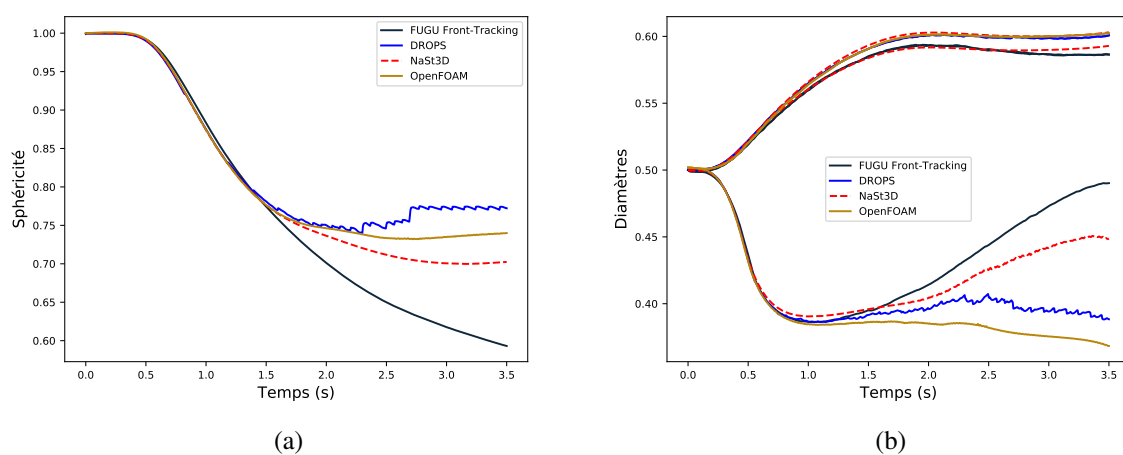 1.00
0.95
0.90
0.85
0.80
0.75
0.70
0.65
0.60
Sphéricité
0.0 0.5 1.0 1.5 2.0 2.5 3.0 3.5
Temps (s)
FUGU Front-Tracking
DROPS
NaSt3D
OpenFOAM
(a)
0.60
0.55
0.50
0.45
0.40
Diamètres
0.0 0.5 1.0 1.5 2.0 2.5 3.0 3.5
Temps (s)
FUGU Front-Tracking
DROPS
NaSt3D
OpenFOAM
(b)